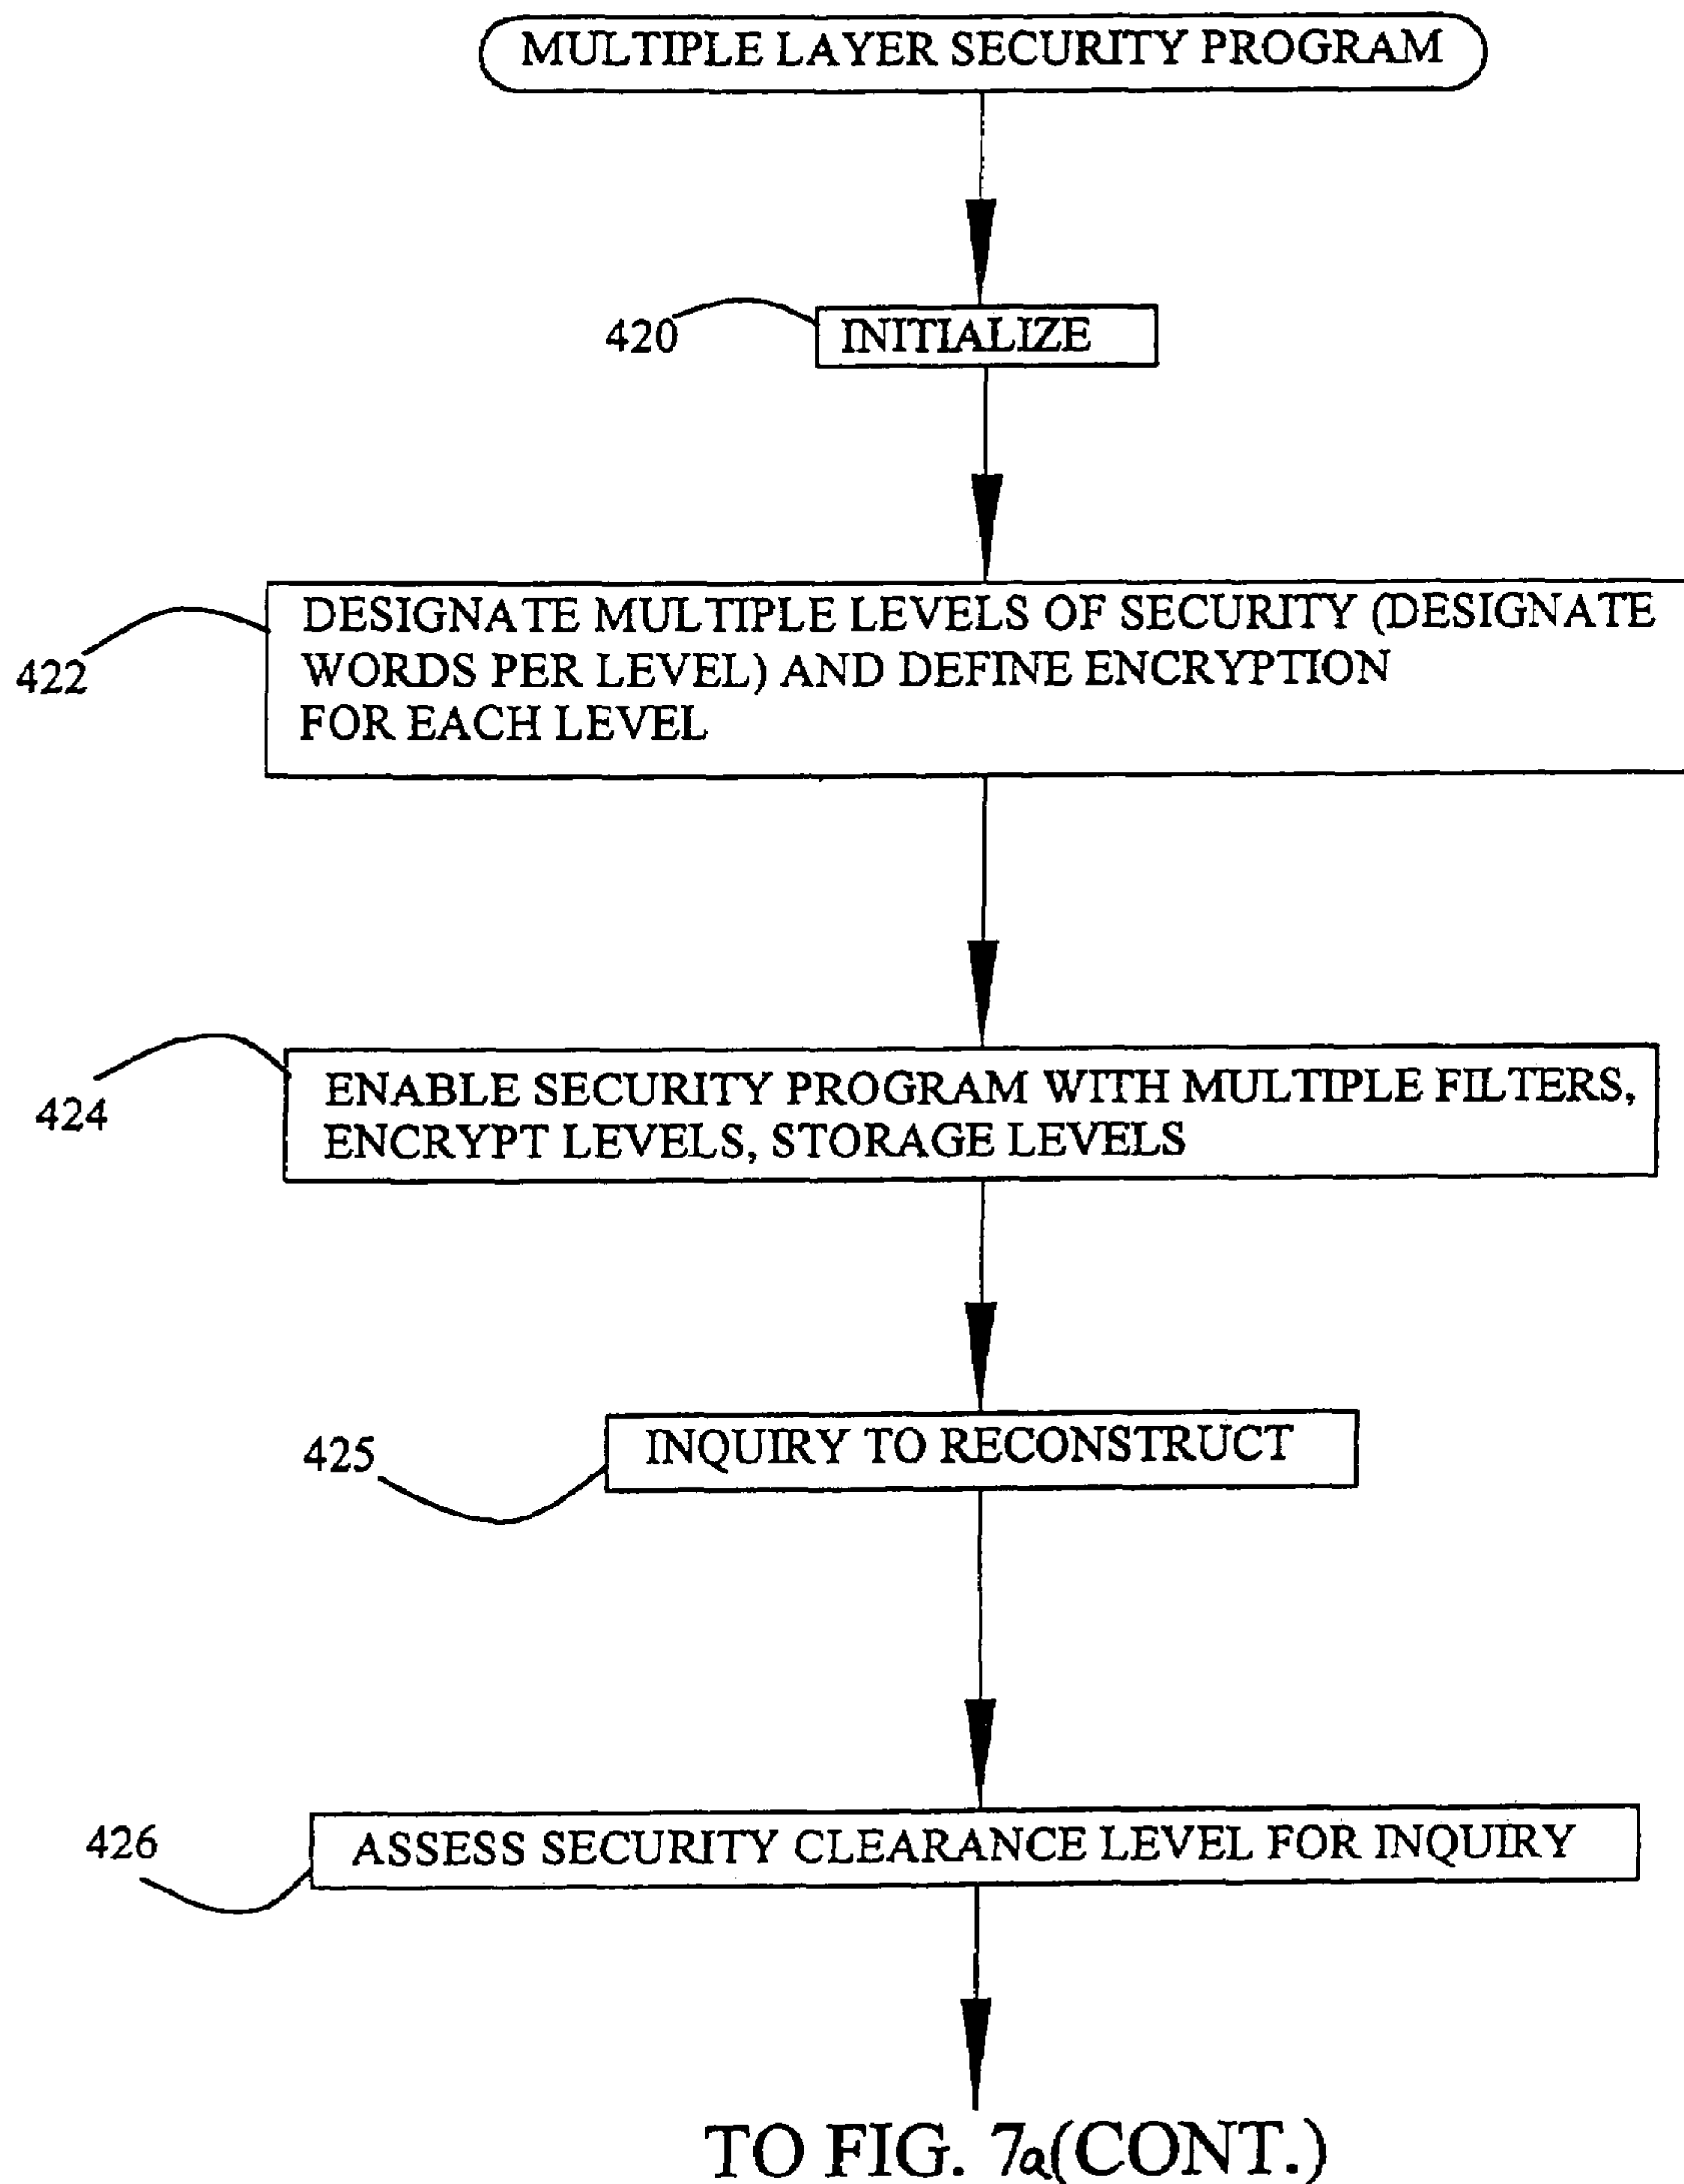 MULTIPLE LAYER SECURITY PROGRAM
420
INITIALIZE
422
DESIGNATE MULTIPLE LEVELS OF SECURITY (DESIGNATE
WORDS PER LEVEL) AND DEFINE ENCRYPTION
FOR EACH LEVEL
424
ENABLE SECURITY PROGRAM WITH MULTIPLE FILTERS,
ENCRYPT LEVELS, STORAGE LEVELS
425
INQUIRY TO RECONSTRUCT
426
ASSESS SECURITY CLEARANCE LEVEL FOR INQUIRY
TO FIG. 7a(CONT.)